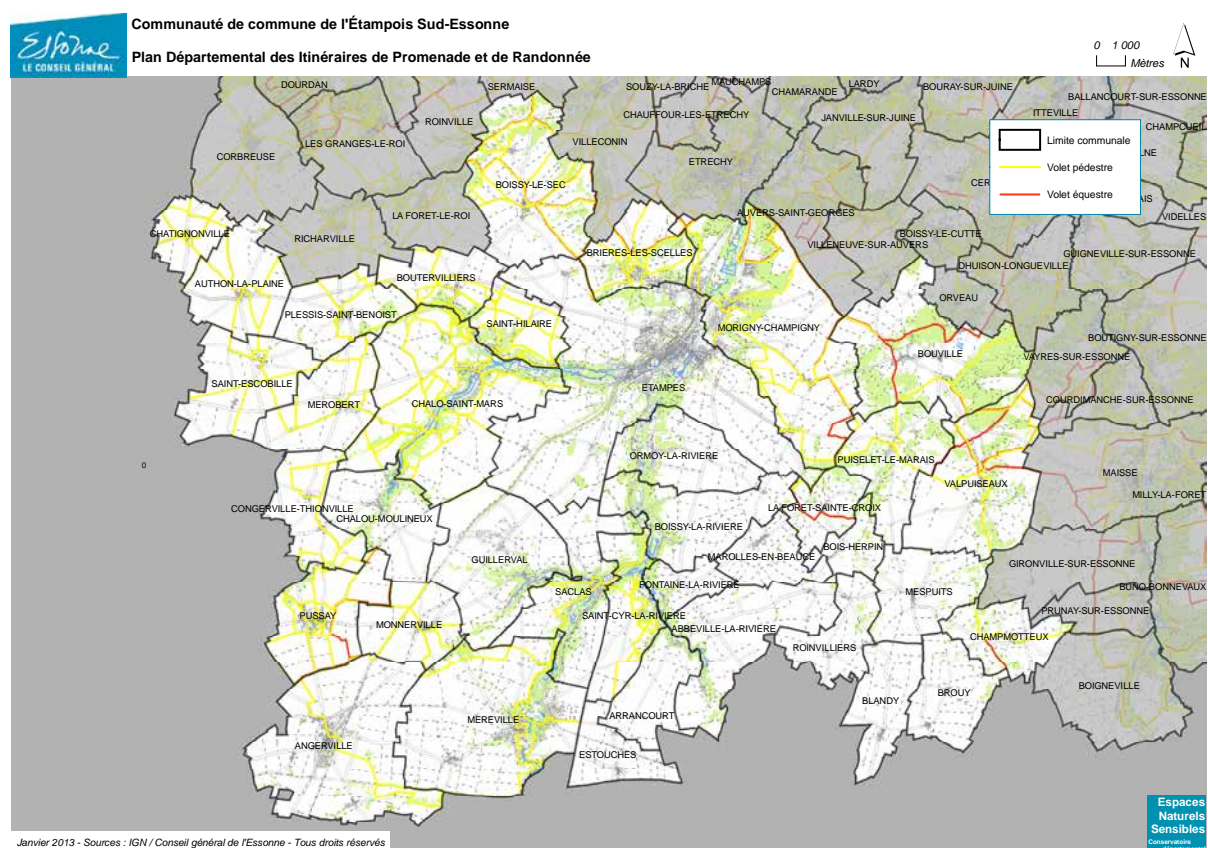 Essonne
LE CONSEIL GÉNÉRAL
Communauté de commune de l'Étampois Sud-Essonne
Plan Départemental des Itinéraires de Promenade et de Randonnée
0 1 000
Mètres
N
DOURDAN
SERMAISE
SOUZY-LA-BRICHE
MAUCHAMPS
CHAMARANDE
LARDY
BOURAY-SUR-JUINE
BALLANCOURT-SUR-ESSONNE
ITTEVILLE
ROINVILLE
CHAUFFOUR-LES-ETRECHY
JANVILLE-SUR-JUINE
CHAMPCUEIL
LES GRANGES-LE-ROI
VILLECONIN
Limite communale
CORBREUSE
ETRECHY
LNE
Volet pédestre
BOISSY-LE-SEC
CER
Volet équestre
AIS
LA FORET-LE-ROI
AUVERS-SAINT-GEORGES
VIDELLES
CHATIGNONVILLE
RICHARVILLE
BOISSY-LE-CUTTE
VILLENEUVE-SUR-AUVERS
BRIERES-LES-SCELLES
GUIGNEVILLE-SUR-ESSONNE
DHUISON-LONGUEVILLE
BOUTERVILLIERS
AUTHON-LA-PLAINE
ORVEAU
PLESSIS-SAINT-BENOIST
SAINT-HILAIRE
MORIGNY-CHAMPIGNY
BOUTIGNY-SUR-ESSONNE
BOUVILLE
VAYRES-SUR-ESSONNE
SAINT-ESCOBILLE
ETAMPES
COURDIMANCHE-SUR-ESSONNE
MEROBERT
CHALO-SAINT-MARS
ORMOY-LA-RIVIERE
PUISELET-LE-MARAIS
0
MAISSE
VALPUISEAUX
MILLY-LA-FORET
CONGERVILLE-THIONVILLE
LA FORET-SAINTE-CROIX
CHALOU-MOULINEUX
BOISSY-LA-RIVIERE
BOIS-HERPIN
GUILLERVAL
MAROLLES-EN-BEAUCE
GIRONVILLE-SUR-ESSONNE
SACLAS
FONTAINE-LA-RIVIERE
MESPUITS
BUNO-BONNEVAUX
PUSSAY
SAINT-CYR-LA-RIVIERE
PRUNAY-SUR-ESSONNE
MONNERVILLE
ABBEVILLE-LA-RIVIERE
CHAMPMOTTEUX
ROINVILLIERS
BOIGNEVILLE
BROUY
BLANDY
MEREVILLE
ARRANCOURT
ANGERVILLE
ESTOUCHES
Espaces
Naturels
Sensibles
Conservatoire
Janvier 2013 - Sources : IGN / Conseil général de l'Essonne - Tous droits réservés